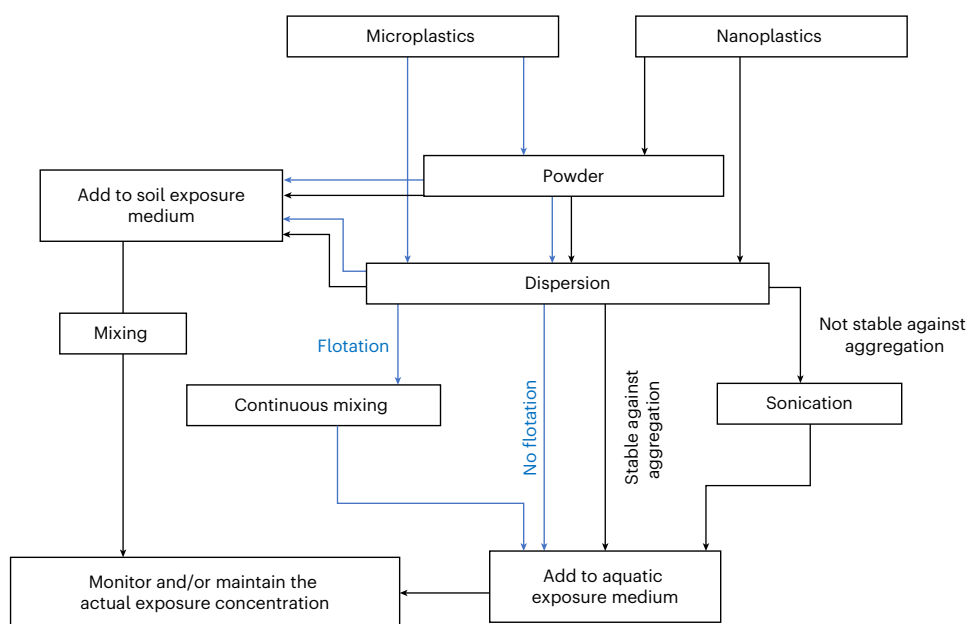 Microplastics
Nanoplastics
Powder
Add to soil exposure
medium
Dispersion
Mixing
Flotation
No flotation
Stable against
aggregation
Not stable against
aggregation
Continuous mixing
Sonication
Monitor and/or maintain the
actual exposure concentration
Add to aquatic
exposure medium